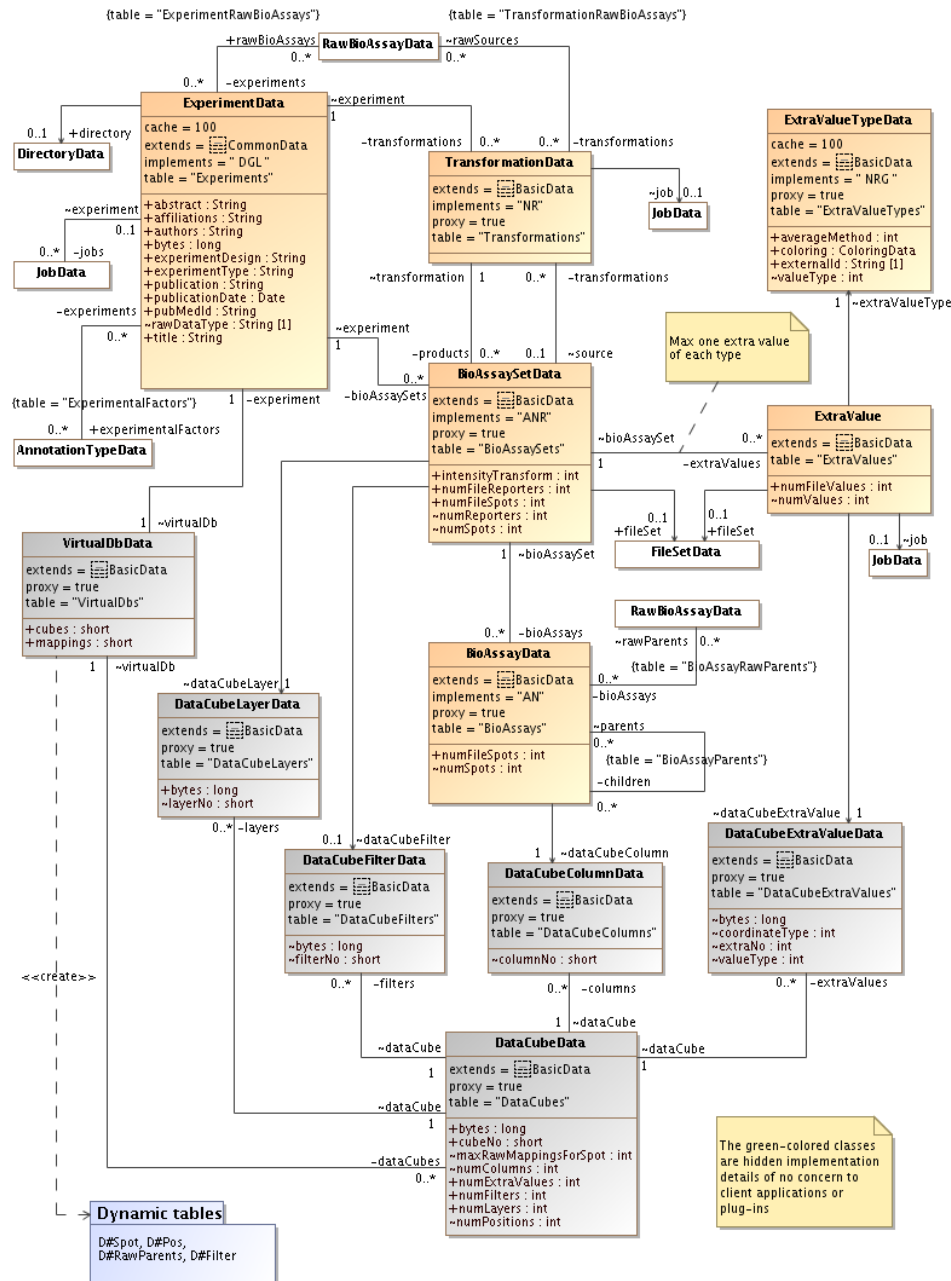 {table = "ExperimentRawBioAssays"}
{table = "TransformationRawBioAssays"}
+rawBioAssays
RawBioAssayData
~rawSources
0..*
0..*
0..*
-experiments
ExperimentData
cache = 100
extends = CommonData
implements = " DGL "
table = "Experiments"
+abstract : String
+affiliations : String
+authors : String
+bytes : long
+experimentDesign : String
+experimentType : String
+publication : String
+publicationDate : Date
+pubMedId : String
~rawDataType : String [1]
+title : String
0..1
+directory
DirectoryData
~experiment
0..1
0..*
-jobs
JobData
-experiments
0..*
{table = "ExperimentalFactors"}
0..*
+experimentalFactors
AnnotationTypeData
~experiment
1
-transformations
0..*
0..*
-transformations
TransformationData
extends = BasicData
implements = "NR"
proxy = true
table = "Transformations"
~job
0..1
JobData
~transformation
1
0..*
-transformations
ExtraValueTypeData
cache = 100
extends = BasicData
implements = " NRG "
proxy = true
table = "ExtraValueTypes"
+averageMethod : int
+coloring : ColoringData
+externalId : String [1]
~valueType : int
1
~extraValueType
Max one extra value
of each type
~experiment
1
-products
0..*
0..1
~source
0..*
-bioAssaySets
BioAssaySetData
extends = BasicData
implements = "ANR"
proxy = true
table = "BioAssaySets"
+intensityTransform : int
+numFileReporters : int
+numFileSpots : int
~numReporters : int
~numSpots : int
~bioAssaySet
0..*
1
-extraValues
ExtraValue
extends = BasicData
table = "ExtraValues"
+numFileValues : int
~numValues : int
0..1
+fileSet
0..1
+fileSet
FileSetData
0..1
~job
JobData
1
-experiment
1
~virtualDb
VirtualDbData
extends = BasicData
proxy = true
table = "VirtualDbs"
+cubes : short
+mappings : short
1
~virtualDb
1
~bioAssaySet
0..*
-bioAssays
RawBioAssayData
~rawParents
0..*
{table = "BioAssayRawParents"}
0..*
-bioAssays
BioAssayData
extends = BasicData
implements = "AN"
proxy = true
table = "BioAssays"
+numFileSpots : int
~numSpots : int
~parents
0..*
{table = "BioAssayParents"}
-children
0..*
~dataCubeLayer
1
DataCubeLayerData
extends = BasicData
proxy = true
table = "DataCubeLayers"
+bytes : long
~layerNo : short
0..*
-layers
0..1
~dataCubeFilter
DataCubeFilterData
extends = BasicData
proxy = true
table = "DataCubeFilters"
~bytes : long
~filterNo : short
0..*
-filters
1
~dataCubeColumn
DataCubeColumnData
extends = BasicData
proxy = true
table = "DataCubeColumns"
~columnNo : short
0..*
-columns
~dataCubeExtraValue
1
DataCubeExtraValueData
extends = BasicData
proxy = true
table = "DataCubeExtraValues"
~bytes : long
~coordinateType : int
~extraNo : int
~valueType : int
0..*
-extraValues
<<create>>
1
~dataCube
~dataCube
1
~dataCube
1
~dataCube
1
-dataCubes
0..*
DataCubeData
extends = BasicData
proxy = true
table = "DataCubes"
+bytes : long
+cubeNo : short
~maxRawMappingsForSpot : int
~numColumns : int
+numExtraValues : int
+numFilters : int
+numLayers : int
~numPositions : int
The green-colored classes
are hidden implementation
details of no concern to
client applications or
plug-ins
Dynamic tables
D#Spot, D#Pos,
D#RawParents, D#Filter